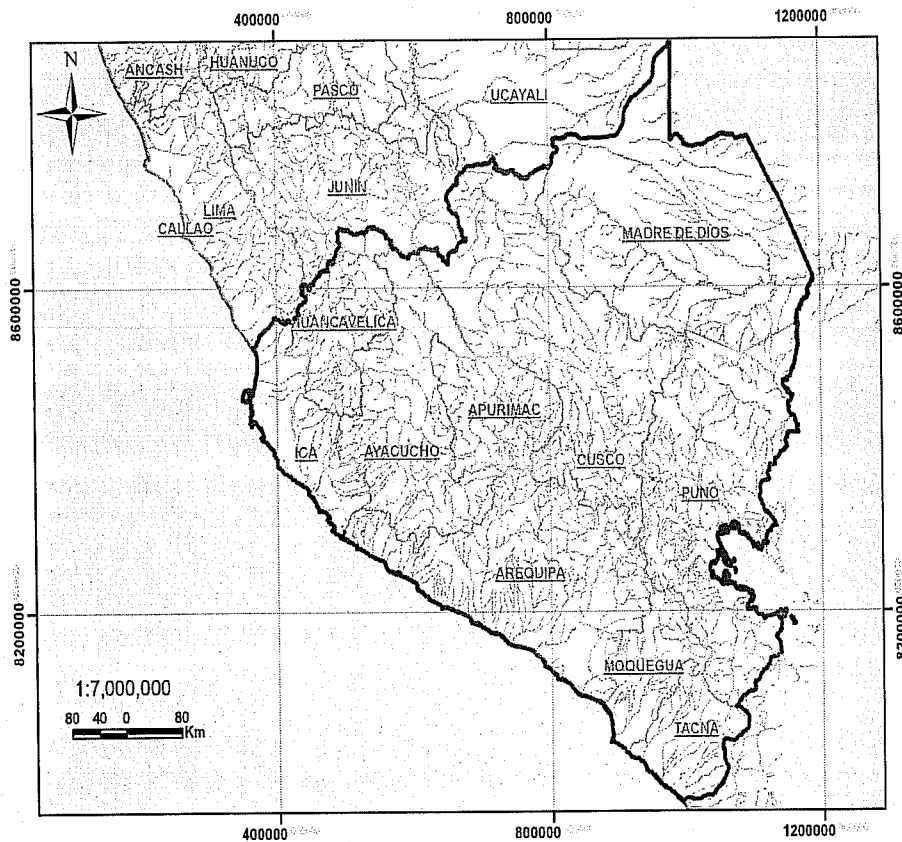 400000 800000 1200000
N
ANCASH
HUANUCO
PASCO
UCAYALI
JUNIN
LIMA
CALLAO
MADRE DE DIOS
8600000 8600000
HUANCAVELICA
APURIMAC
ICA
AYACUCHO
CUSCO
PUNO
AREQUIPA
8200000 8200000
MOQUEGUA
1:7,000,000
80 40 0 80
Km
TACNA
400000 800000 1200000